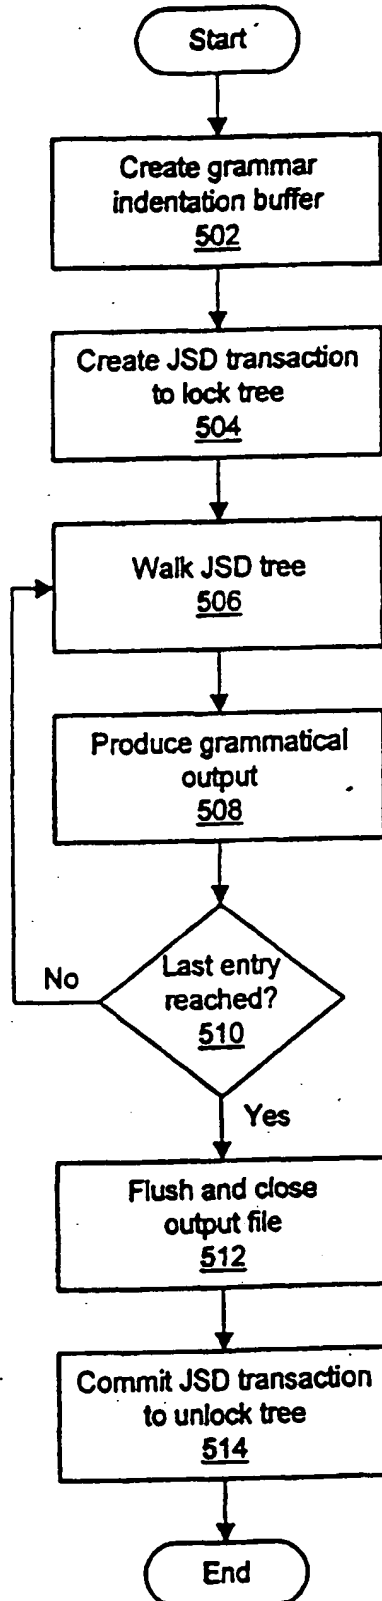 Start
Create grammar
indentation buffer
502
Create JSD transaction
to lock tree
504
Walk JSD tree
506
Produce grammatical
output
508
Last entry
reached?
510
No
Yes
Flush and close
output file
512
Commit JSD transaction
to unlock tree
514
End